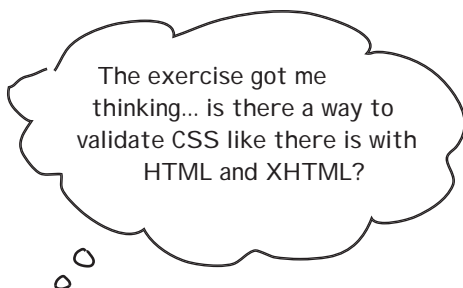 The exercise got me
thinking... is there a way to
validate CSS like there is with
HTML and XHTML?